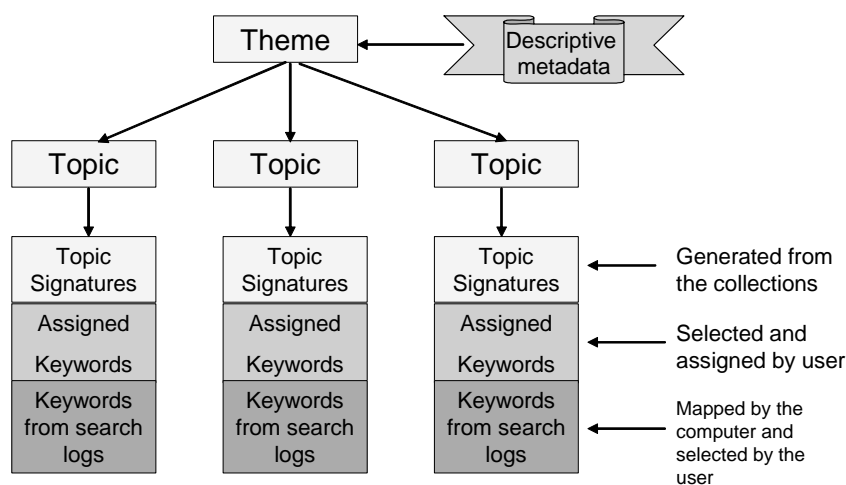 Theme
Descriptive
metadata
Topic
Topic
Topic
Topic
Signatures
Assigned
Keywords
Keywords
from search
logs
Topic
Signatures
Assigned
Keywords
Keywords
from search
logs
Topic
Signatures
Assigned
Keywords
Keywords
from search
logs
Generated from
the collections
Selected and
assigned by user
Mapped by the
computer and
selected by the
user